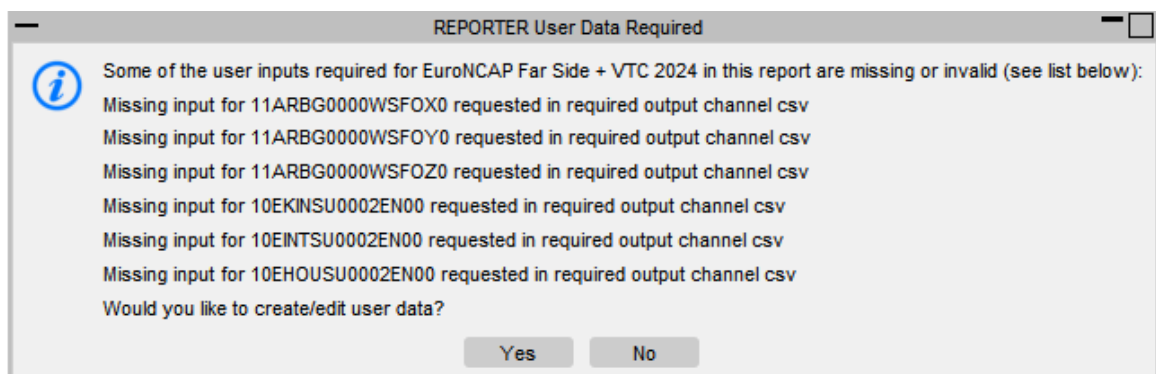 REPORTER User Data Required
Some of the user inputs required for EuroNCAP Far Side + VTC 2024 in this report are missing or invalid (see list below):
Missing input for 11ARBG0000WSFOX0 requested in required output channel csv
Missing input for 11ARBG0000WSFOY0 requested in required output channel csv
Missing input for 11ARBG0000WSFOZ0 requested in required output channel csv
Missing input for 10EKINSU0002EN00 requested in required output channel csv
Missing input for 10EINTSU0002EN00 requested in required output channel csv
Missing input for 10EHOUSU0002EN00 requested in required output channel csv
Would you like to create/edit user data?
Yes No